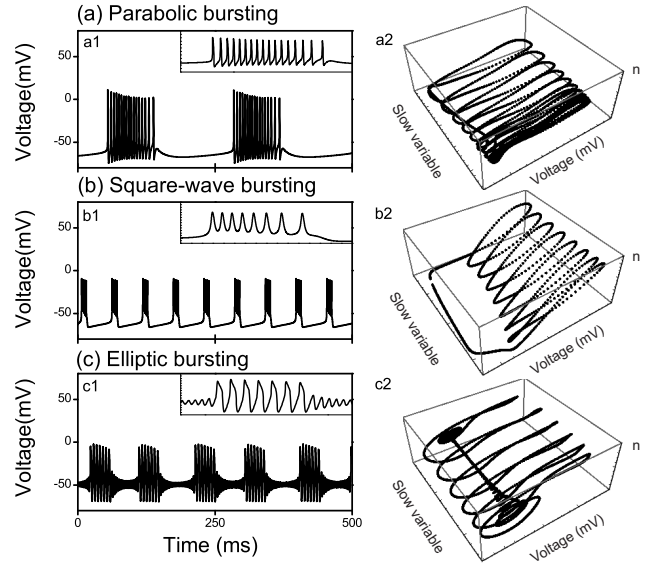 (a) Parabolic bursting
a1
50
0
-50
Voltage(mV)
a2
n
Slow variable
Voltage (mV)
(b) Square-wave bursting
b1
50
0
-50
Voltage(mV)
b2
n
Slow variable
Voltage (mV)
(c) Elliptic bursting
c1
50
0
-50
Voltage(mV)
0
250
500
Time (ms)
c2
n
Slow variable
Voltage (mV)